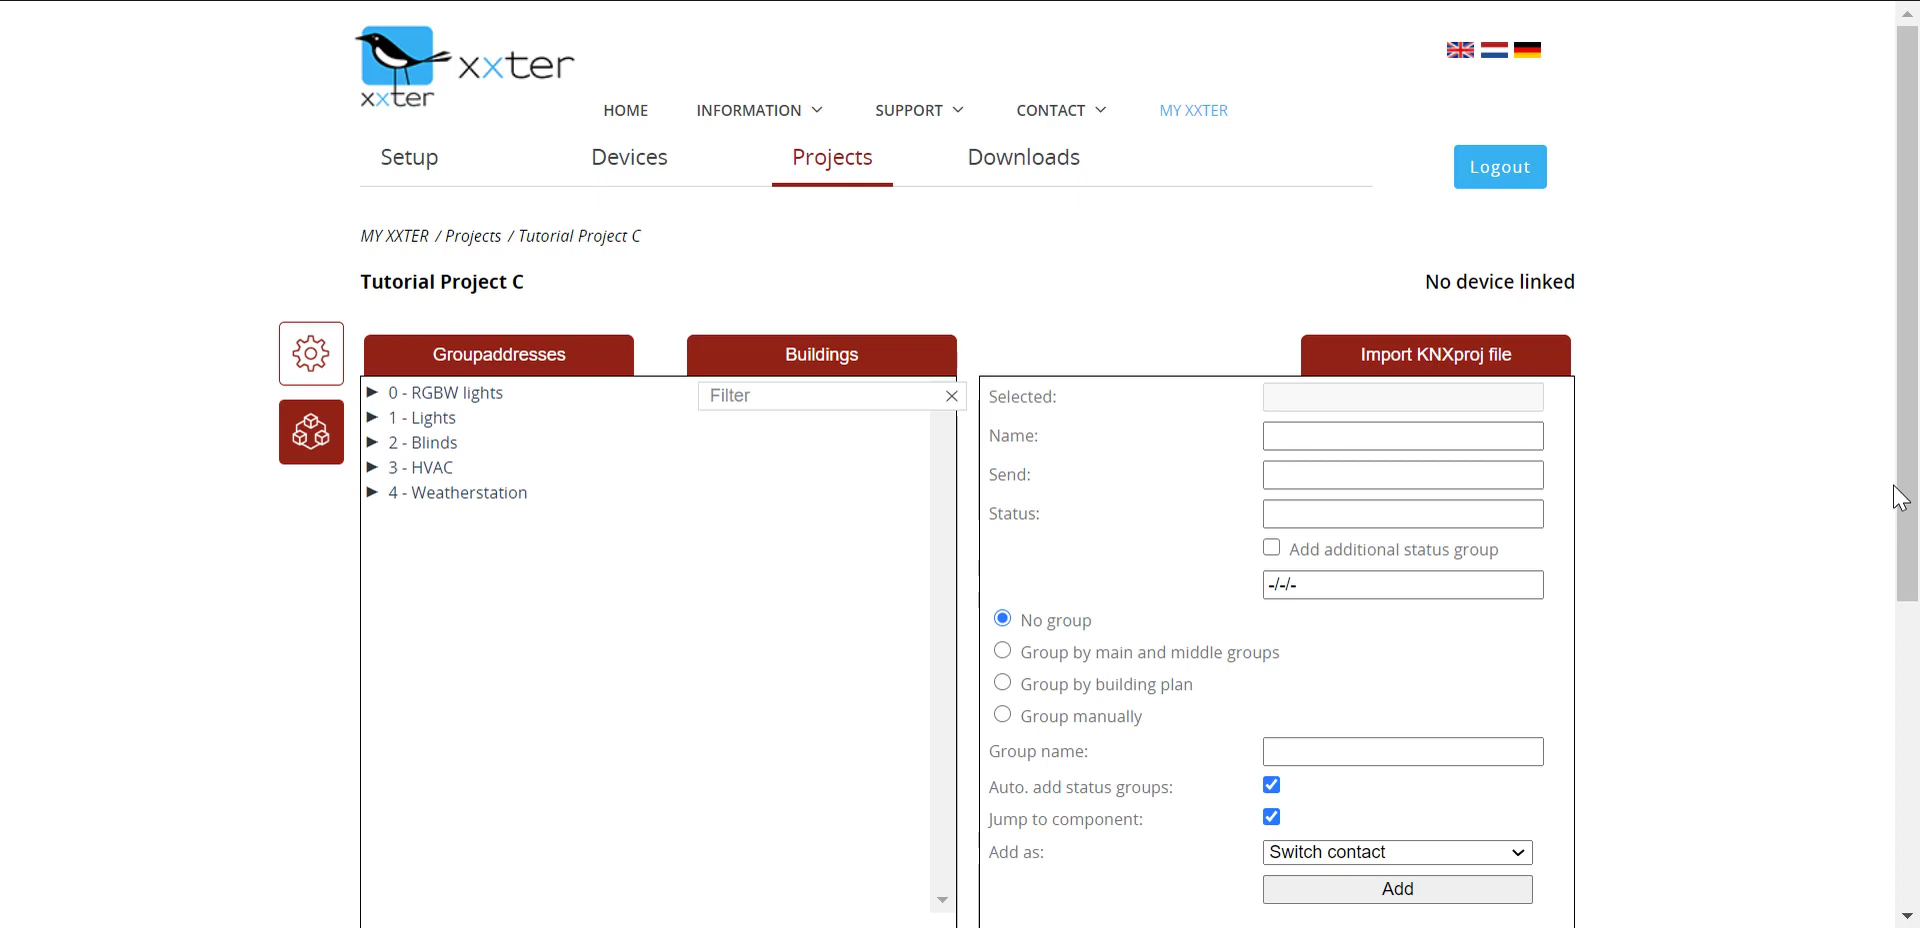 xxter
xxter
HOME INFORMATION SUPPORT CONTACT MY XXTER
Setup Devices Projects Downloads Logout
MY XXTER / Projects / Tutorial Project C
Tutorial Project C No device linked
Groupaddresses Buildings Import KNXproj file
0 - RGBW lights
1 - Lights
2 - Blinds
3 - HVAC
4 - Weatherstation
Filter
Selected:
Name:
Send:
Status:
Add additional status group
-/-/-
No group
Group by main and middle groups
Group by building plan
Group manually
Group name:
Auto. add status groups:
Jump to component:
Add as: Switch contact
Add